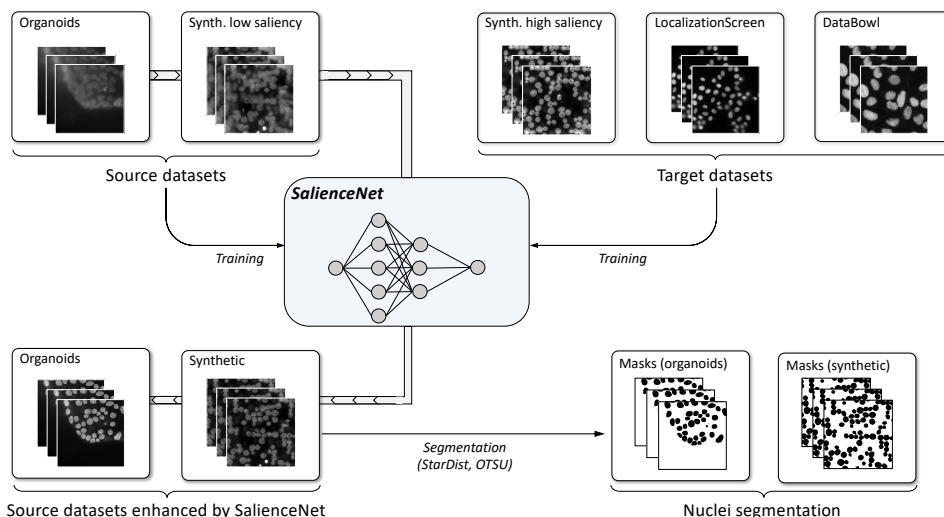 Organoids
Synth. low saliency
Synth. high saliency
LocalizationScreen
DataBowl
Source datasets
Target datasets
SalienceNet
Training
Training
Organoids
Synthetic
Masks (organoids)
Masks (synthetic)
Segmentation
(StarDist, OTSU)
Source datasets enhanced by SalienceNet
Nuclei segmentation